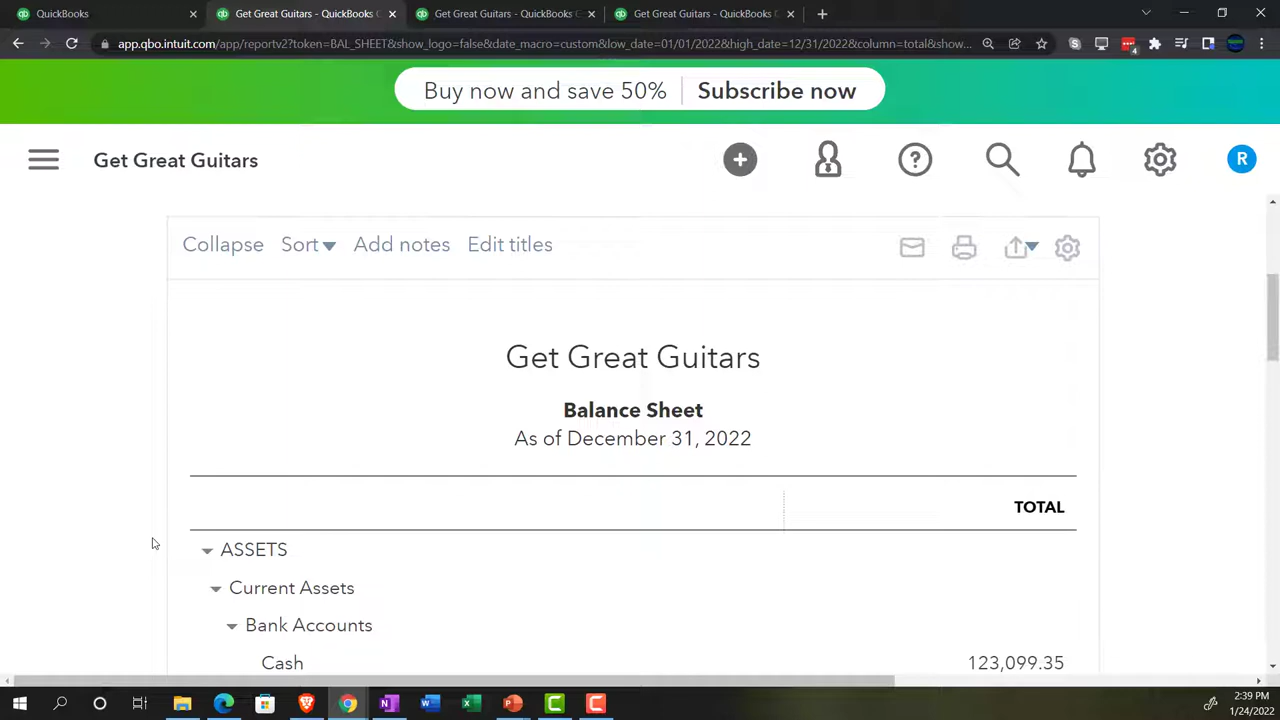 QuickBooks
Get Great Guitars - QuickBooks
Get Great Guitars - QuickBooks
Get Great Guitars - QuickBooks
app.qbo.intuit.com/app/reportv2?token=BAL_SHEET&show_logo=false&date_macro=custom&low_date=01/01/2022&high_date=12/31/2022&column=total&show...
4
Buy now and save 50% Subscribe now
Get Great Guitars
R
Collapse Sort Add notes Edit titles
Get Great Guitars
Balance Sheet
As of December 31, 2022
TOTAL
ASSETS
Current Assets
Bank Accounts
Cash 123,099.35
2:39 PM
1/24/2022